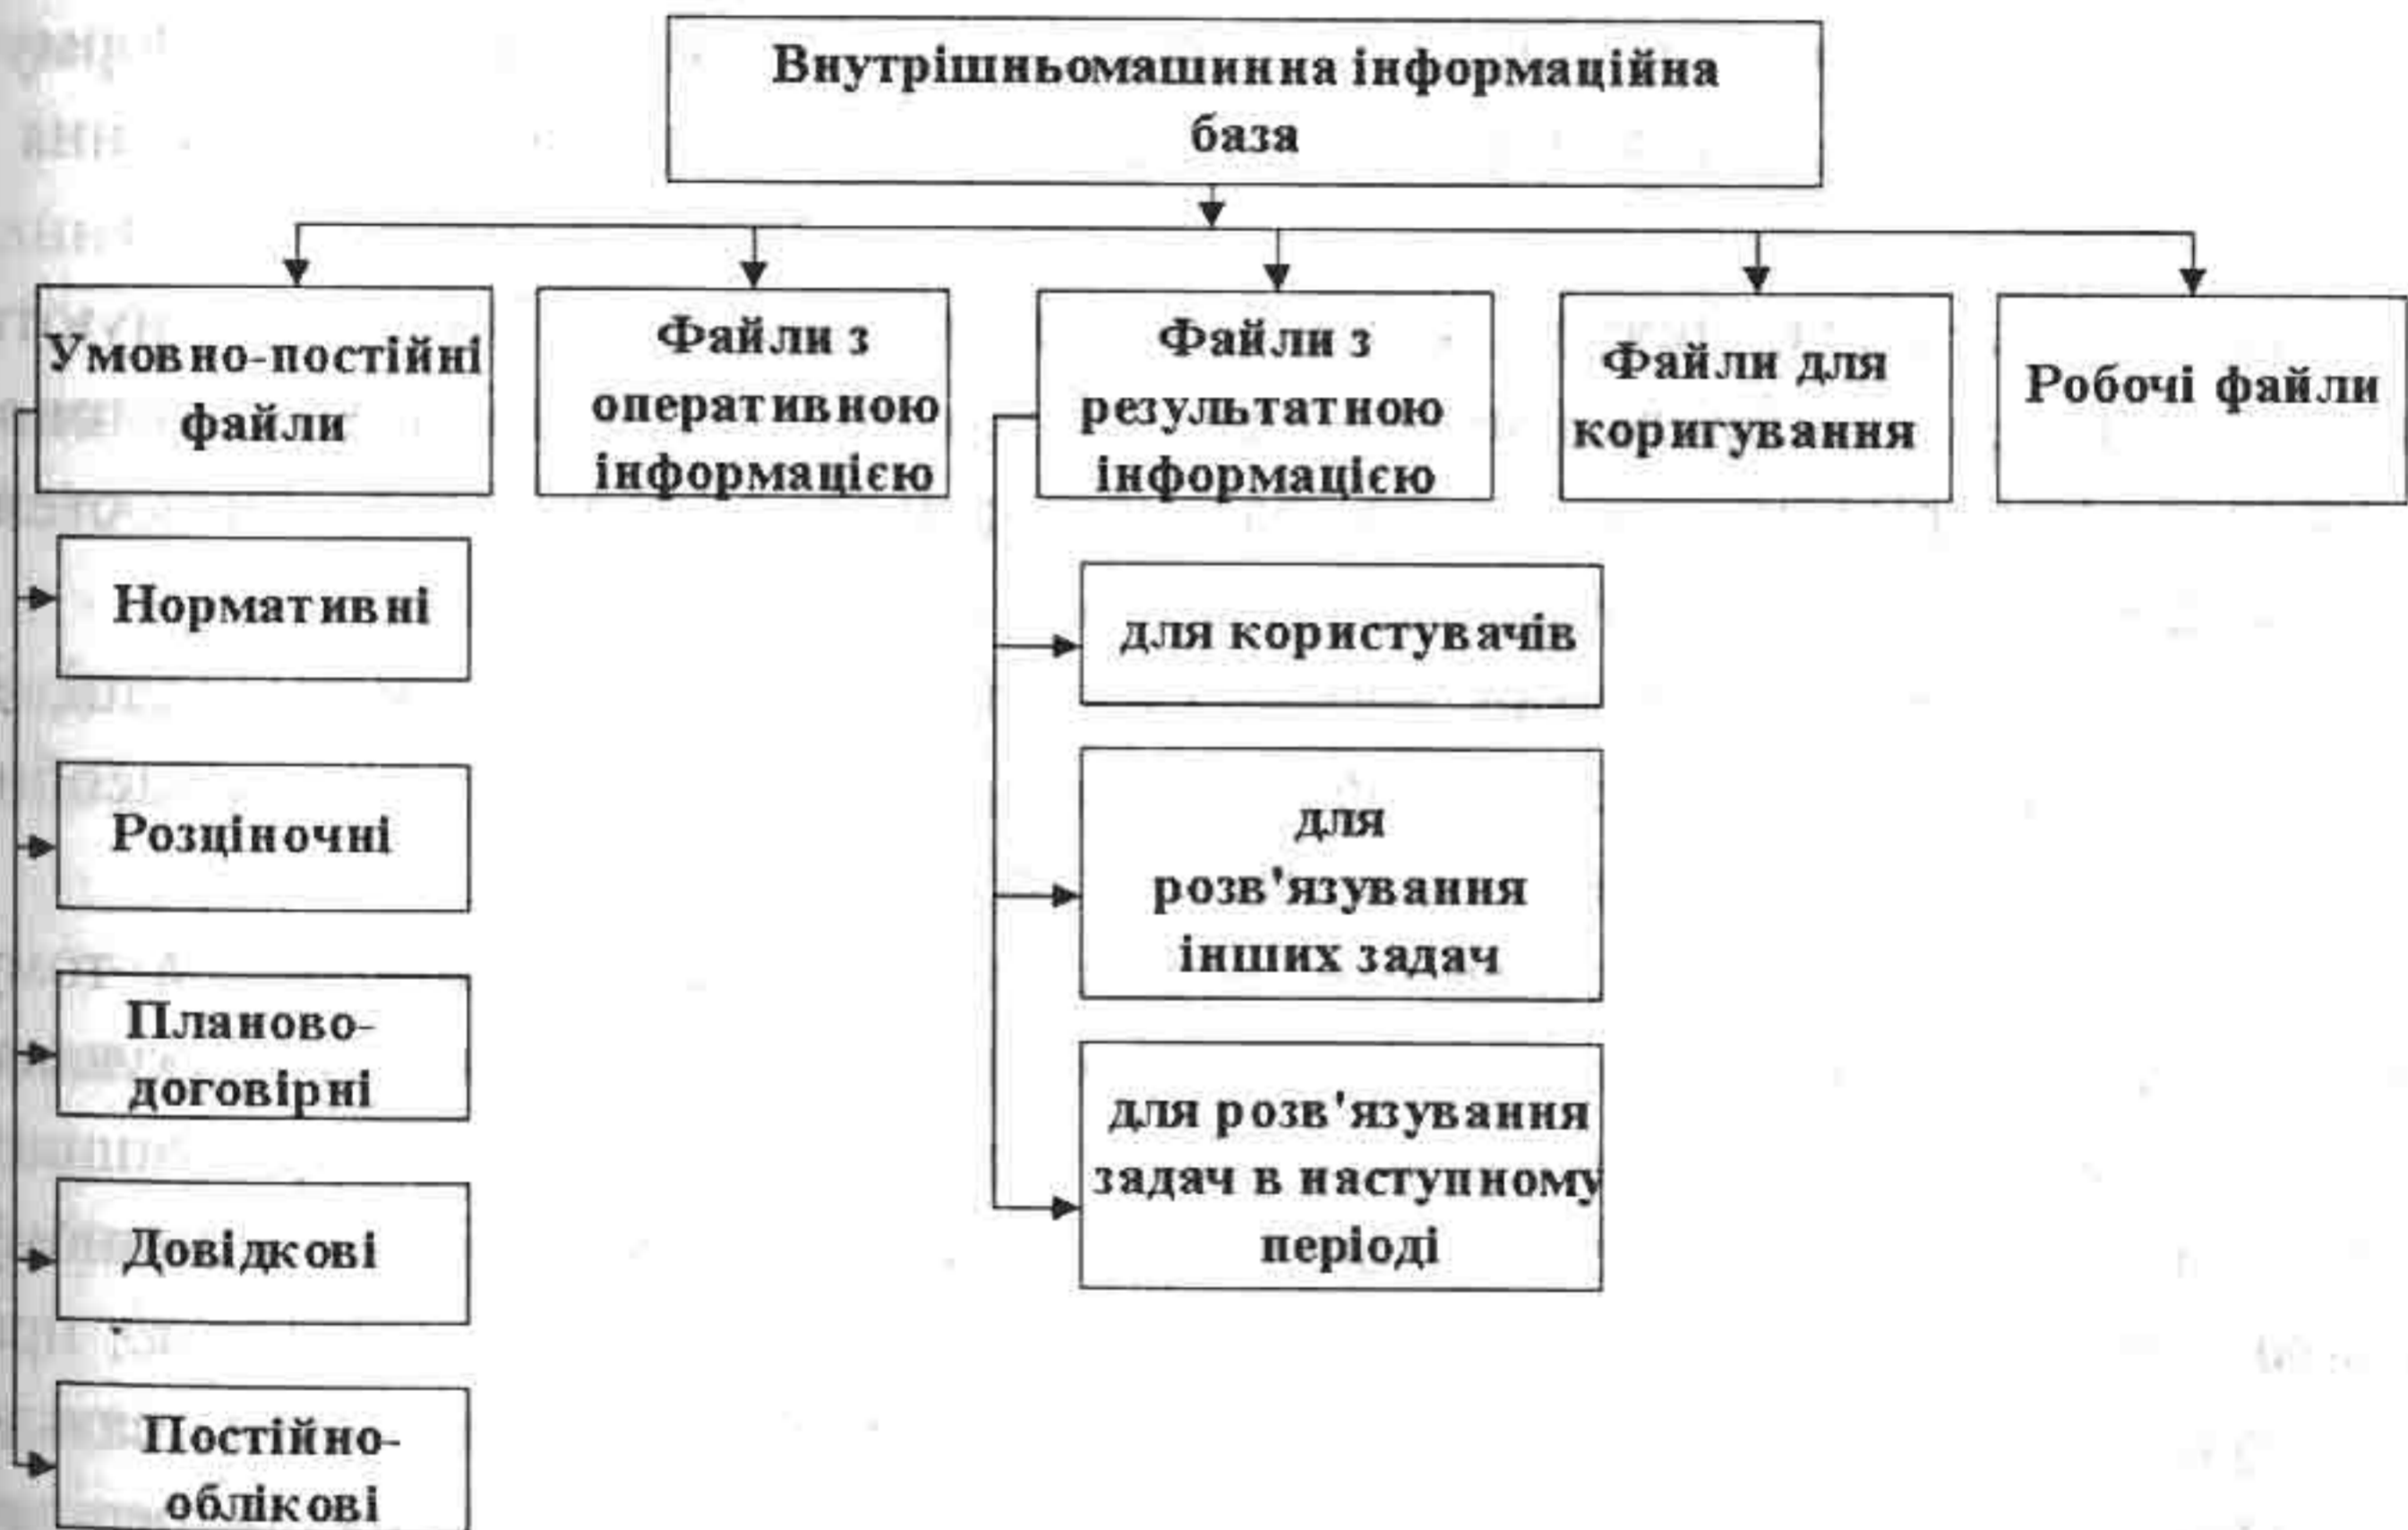 Внутрішньомашинна інформаційна
база
Умовно-постійні
файли
Файли з
оперативною
інформацією
Файли з
результатною
інформацією
Файли для
коригування
Робочі файли
Нормативні
Розціночні
Планово-
договірні
Довідкові
Постійно-
облікові
для користувачів
для
розв'язування
інших задач
для розв'язування
задач в наступному
періоді